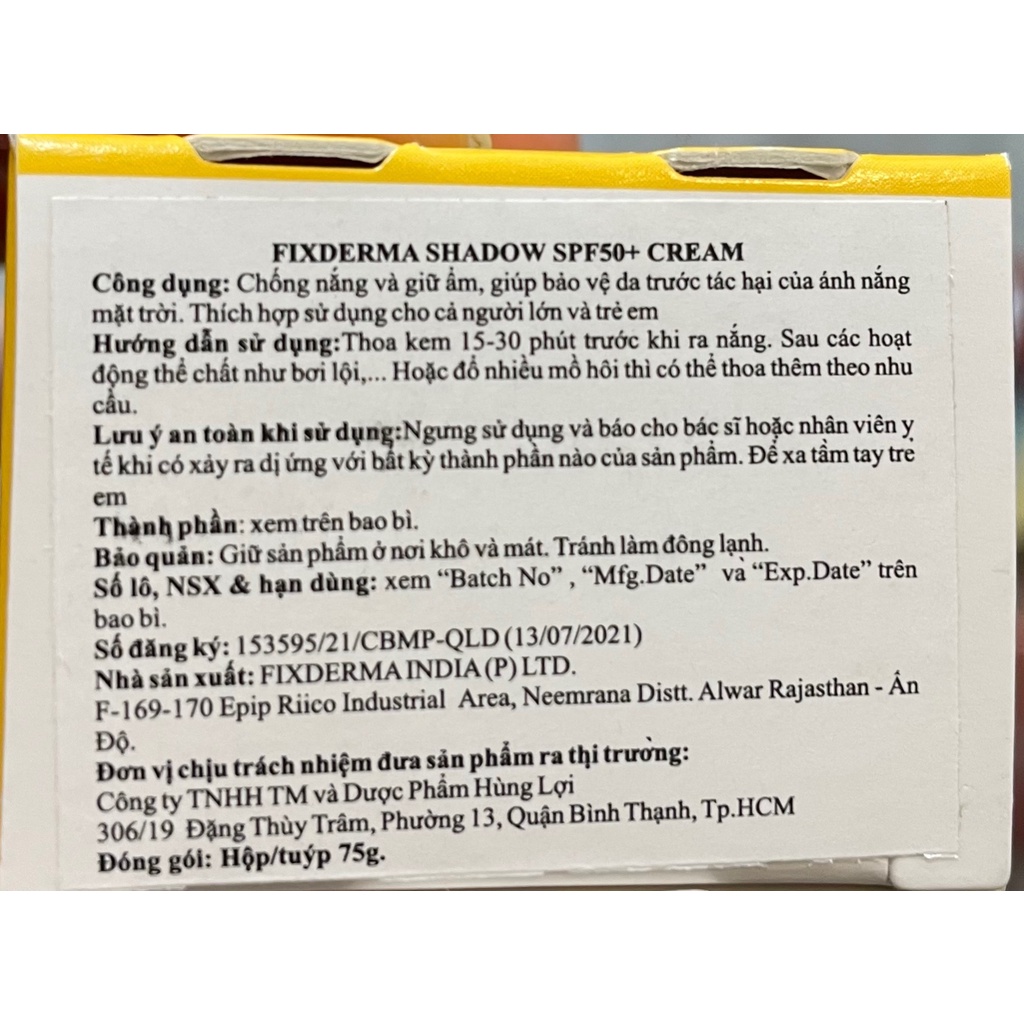 FIXDERMA SHADOW SPF50+ CREAM
Công dụng: Chống nắng và giữ ẩm, giúp bảo vệ da trước tác hại của ánh nắng
mặt trời. Thích hợp sử dụng cho cả người lớn và trẻ em
Hướng dẫn sử dụng:Thoa kem 15-30 phút trước khi ra nắng. Sau các hoạt
động thể chất như bơi lội,... Hoặc đổ nhiều mồ hôi thì có thể thoa thêm theo nhu
cầu.
Lưu ý an toàn khi sử dụng:Ngưng sử dụng và báo cho bác sĩ hoặc nhân viên y
tế khi có xảy ra dị ứng với bất kỳ thành phần nào của sản phẩm. Để xa tầm tay trẻ
em
Thành phần: xem trên bao bì.
Bảo quản: Giữ sản phẩm ở nơi khô và mát. Tránh làm đông lạnh.
Số lô, NSX & hạn dùng: xem “Batch No” , “Mfg.Date” và “Exp.Date” trên
bao bì.
Số đăng ký: 153595/21/CBMP-QLD (13/07/2021)
Nhà sản xuất: FIXDERMA INDIA (P) LTD.
F-169-170 Epip Riico Industrial Area, Neemrana Distt. Alwar Rajasthan - Ấn
Độ.
Đơn vị chịu trách nhiệm đưa sản phẩm ra thị trường:
Công ty TNHH TM và Dược Phẩm Hùng Lợi
306/19 Đặng Thùy Trâm, Phường 13, Quận Bình Thạnh, Tp.HCM
Đóng gói: Hộp/tuýp 75g.